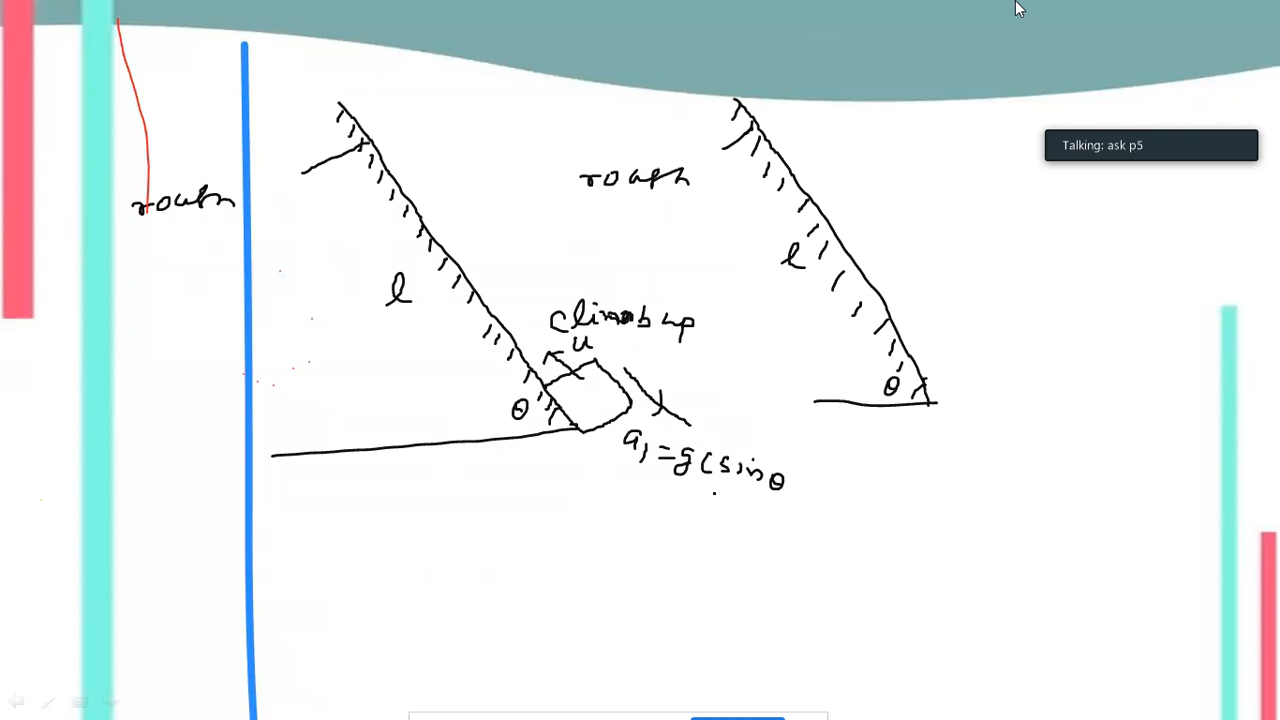 Talking: ask p5
rough
rough
l
l
climb up
u
θ
θ
a₁ = g(sinθ